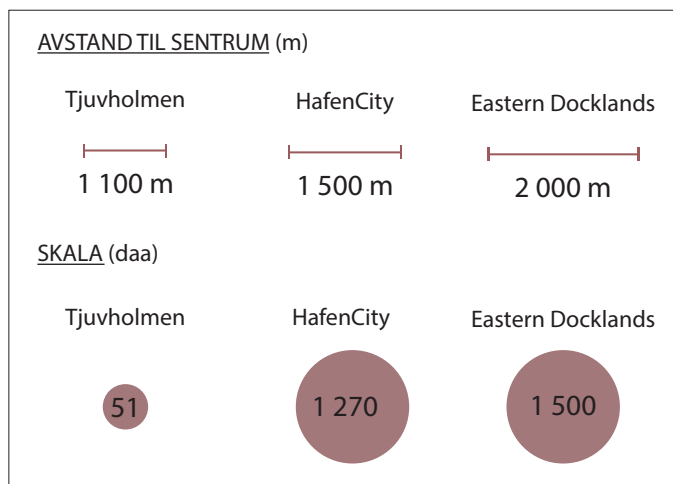 AVSTAND TIL SENTRUM (m)
Tjuvholmen HafenCity Eastern Docklands
1 100 m 1 500 m 2 000 m
SKALA (daa)
Tjuvholmen HafenCity Eastern Docklands
51 1 270 1 500